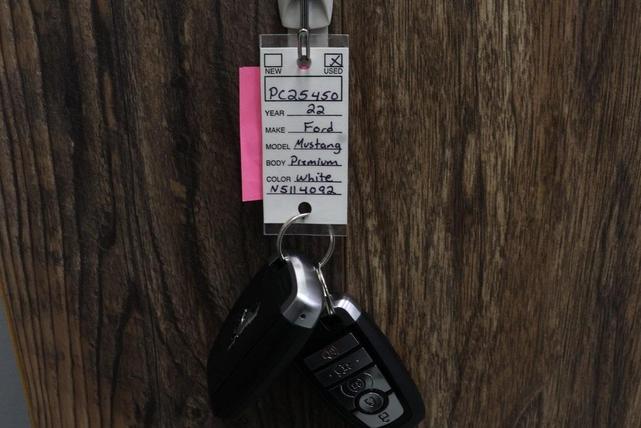 NEW USED
PC25450
YEAR 22
MAKE Ford
MODEL Mustang
BODY Premium
COLOR white
N5114092